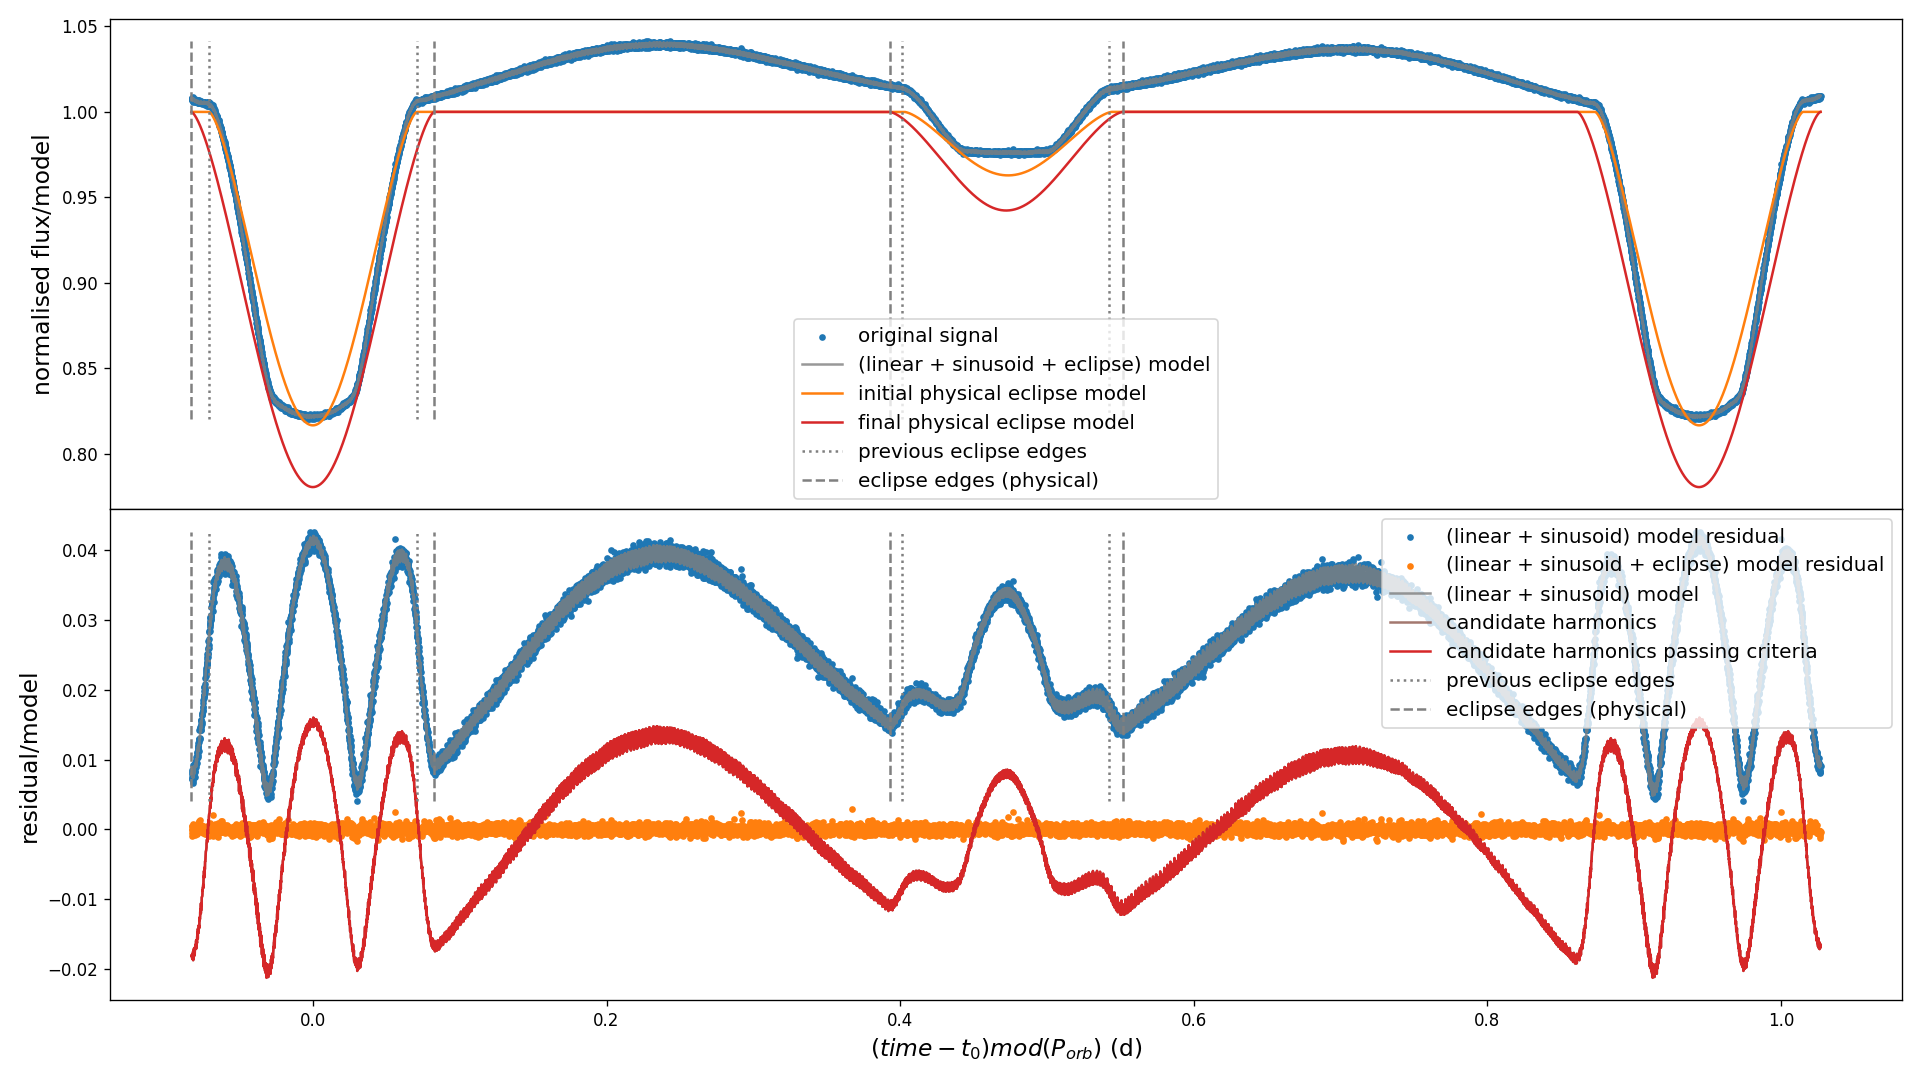 normalised flux/model
1.05
1.00
0.95
0.90
0.85
0.80
original signal
(linear + sinusoid + eclipse) model
initial physical eclipse model
final physical eclipse model
previous eclipse edges
eclipse edges (physical)
residual/model
0.04
0.03
0.02
0.01
0.00
−0.01
−0.02
(linear + sinusoid) model residual
(linear + sinusoid + eclipse) model residual
(linear + sinusoid) model
candidate harmonics
candidate harmonics passing criteria
previous eclipse edges
eclipse edges (physical)
0.0 0.2 0.4 0.6 0.8 1.0
(time − t₀)mod(P_orb) (d)